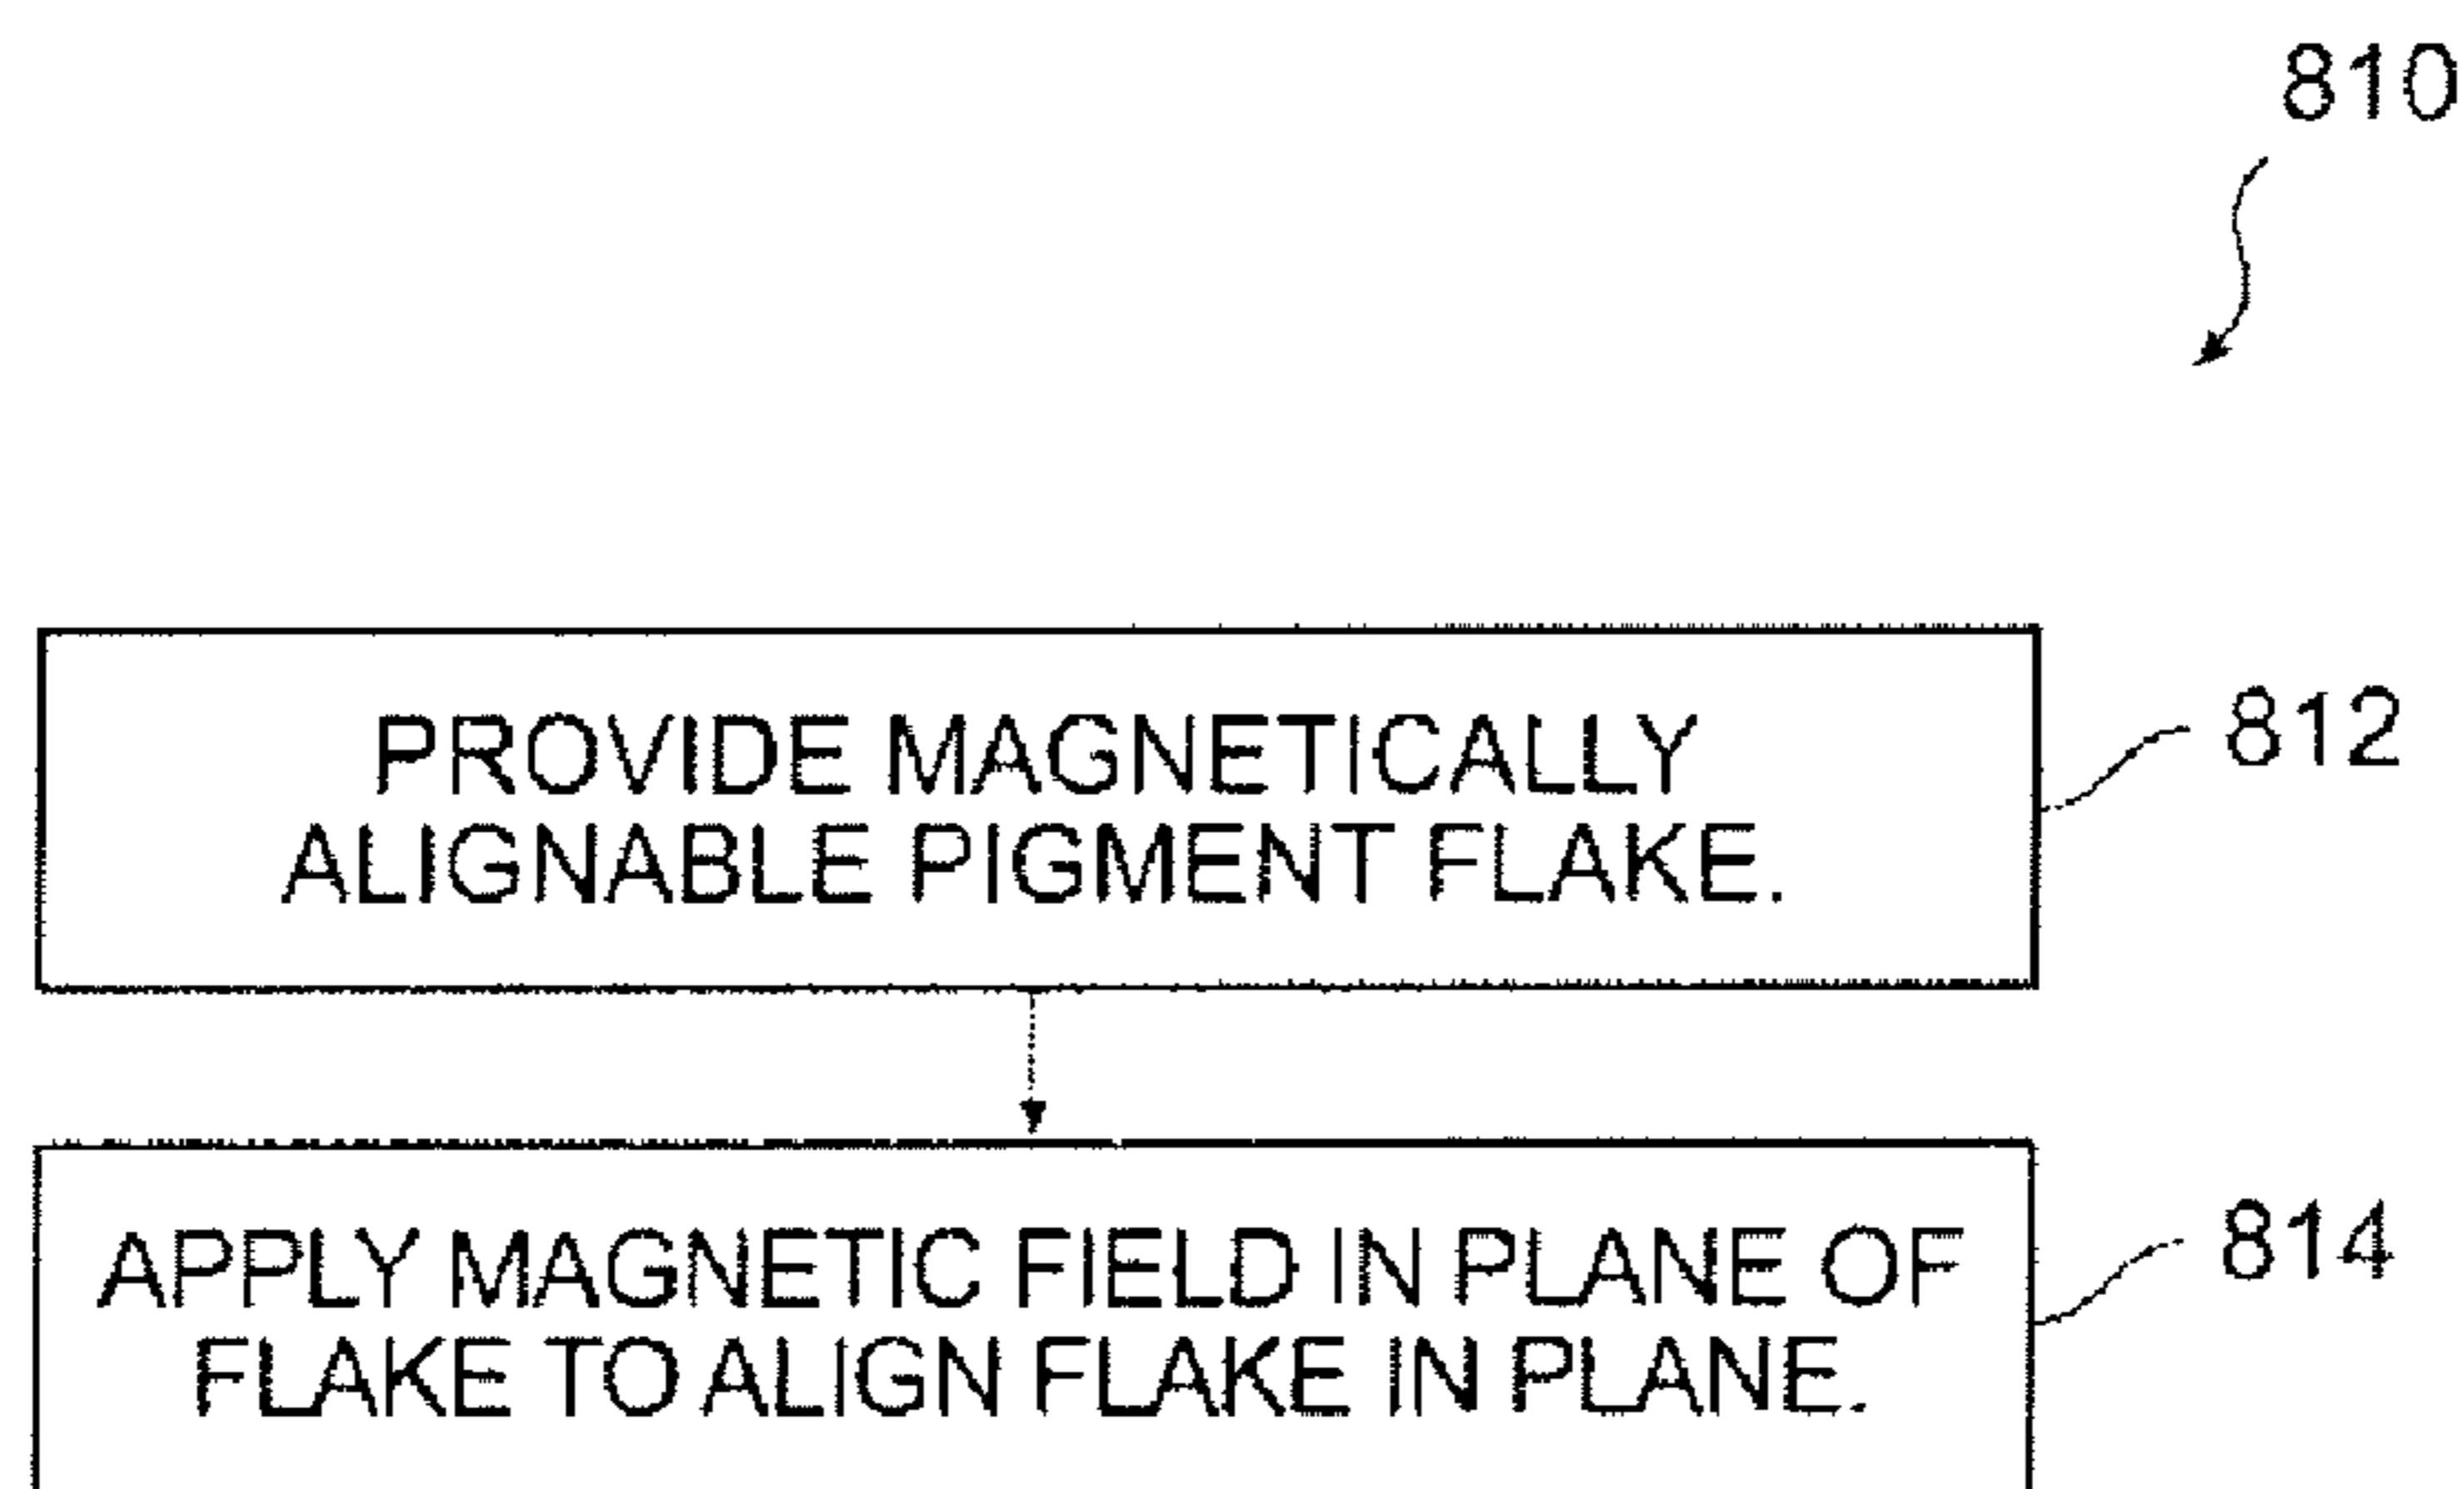 810
PROVIDE MAGNETICALLY
812
ALIGNABLE PIGMENT FLAKE.
APPLY MAGNETIC FIELD IN PLANE OF
814
FLAKE TO ALIGN FLAKE IN PLANE.